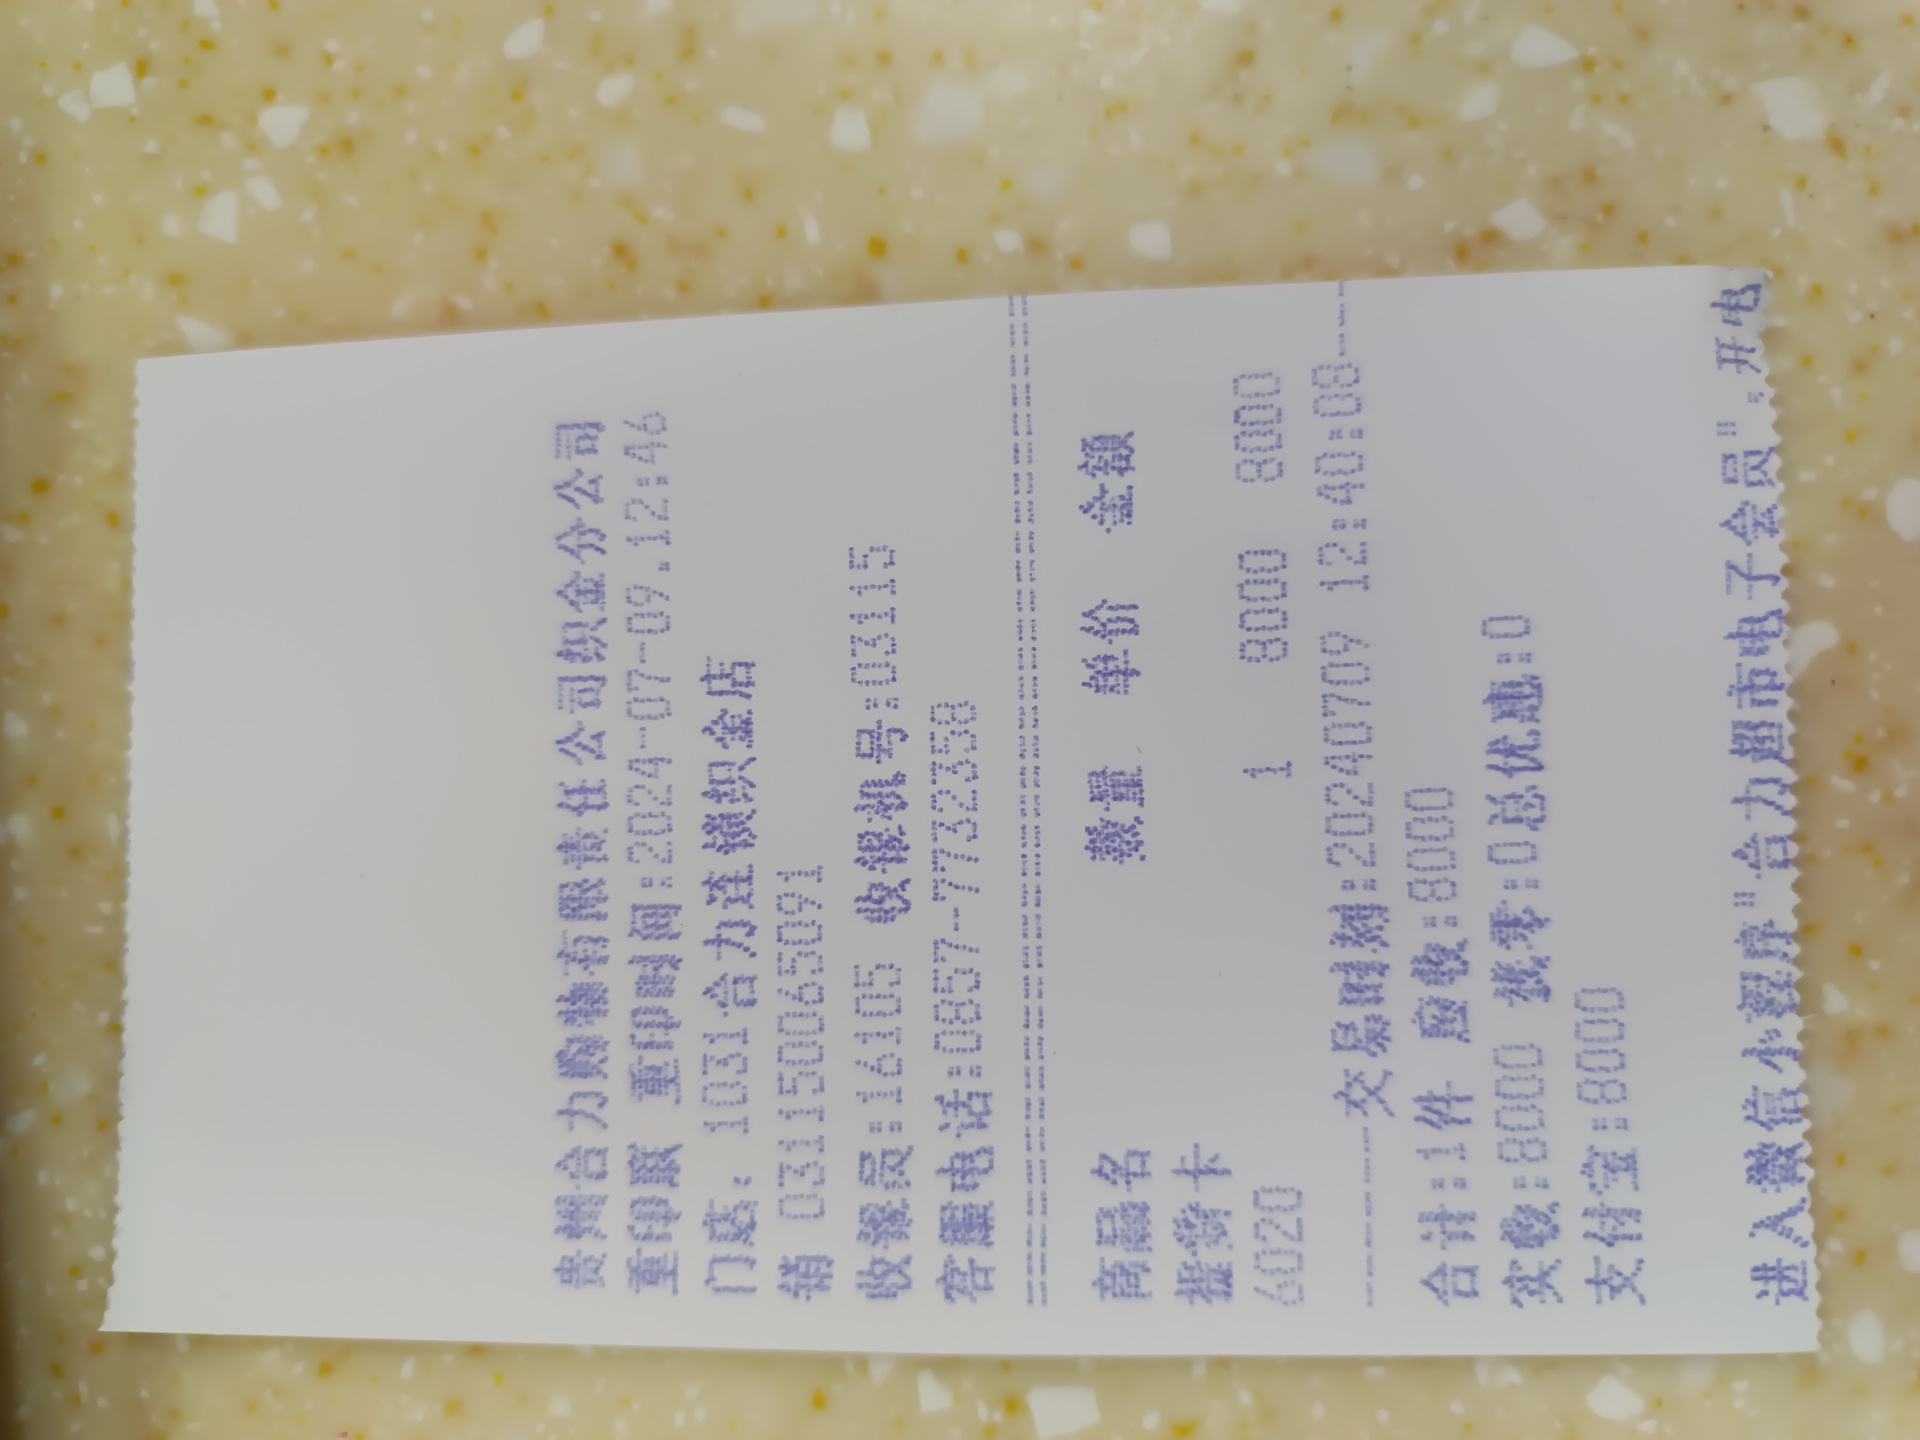 贵州合力购物有限责任公司织金分公司
重印票 重印时间:2024-07-09.12:46
门店: 1031合力连锁织金店
销 031150065091
收银员:16105 收银机号:03115
客服电话:0857-7732358
商品名 数量 单价 金额
提货卡
6020 1 8000 8000
------交易时间:20240709 12:40:08---
合计:1件 应收:8000
实收:8000 找零:0总优惠:0
支付宝:8000
进入微信小程序"合力超市电子会员",开电